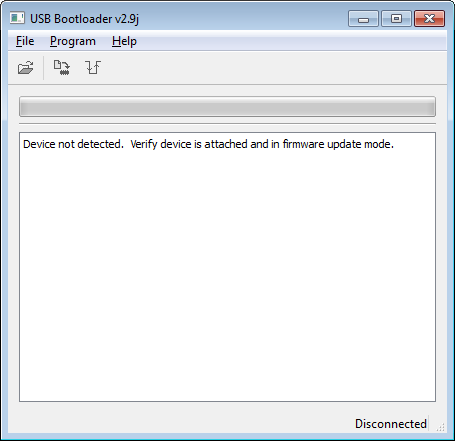 USB Bootloader v2.9j
File Program Help
Device not detected.  Verify device is attached and in firmware update mode.
Disconnected